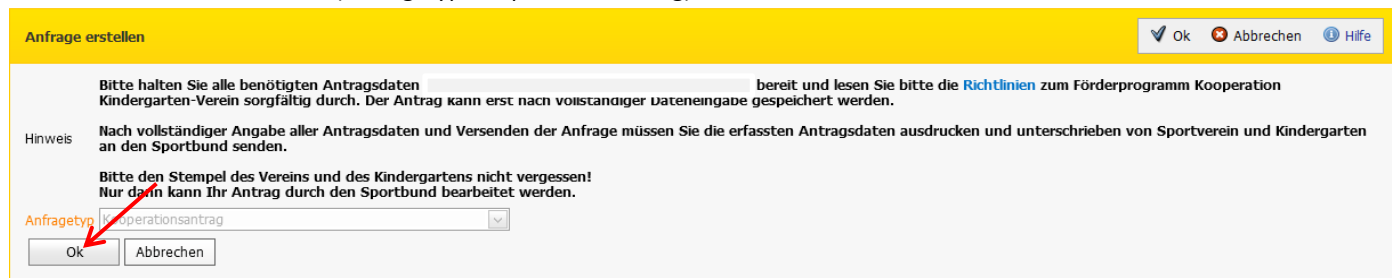 Anfrage erstellen
Ok Abbrechen Hilfe
Bitte halten Sie alle benötigten Antragsdaten bereit und lesen Sie bitte die Richtlinien zum Förderprogramm Kooperation
Kindergarten-Verein sorgfältig durch. Der Antrag kann erst nach vollständiger Dateneingabe gespeichert werden.
Hinweis
Nach vollständiger Angabe aller Antragsdaten und Versenden der Anfrage müssen Sie die erfassten Antragsdaten ausdrucken und unterschrieben von Sportverein und Kindergarten
an den Sportbund senden.
Bitte den Stempel des Vereins und des Kindergartens nicht vergessen!
Nur dann kann Ihr Antrag durch den Sportbund bearbeitet werden.
Anfragetyp Kooperationsantrag
Ok Abbrechen